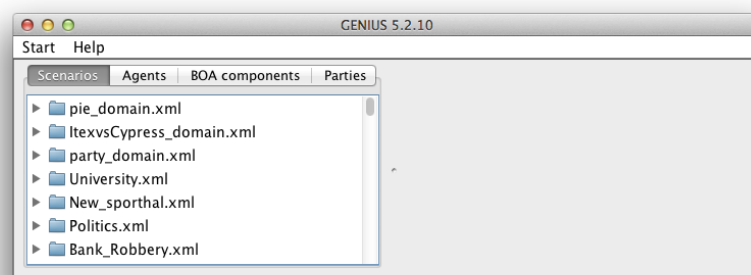 GENIUS 5.2.10
Start Help
Scenarios Agents BOA components Parties
pie_domain.xml
ItexvsCypress_domain.xml
party_domain.xml
University.xml
New_sporthal.xml
Politics.xml
Bank_Robbery.xml